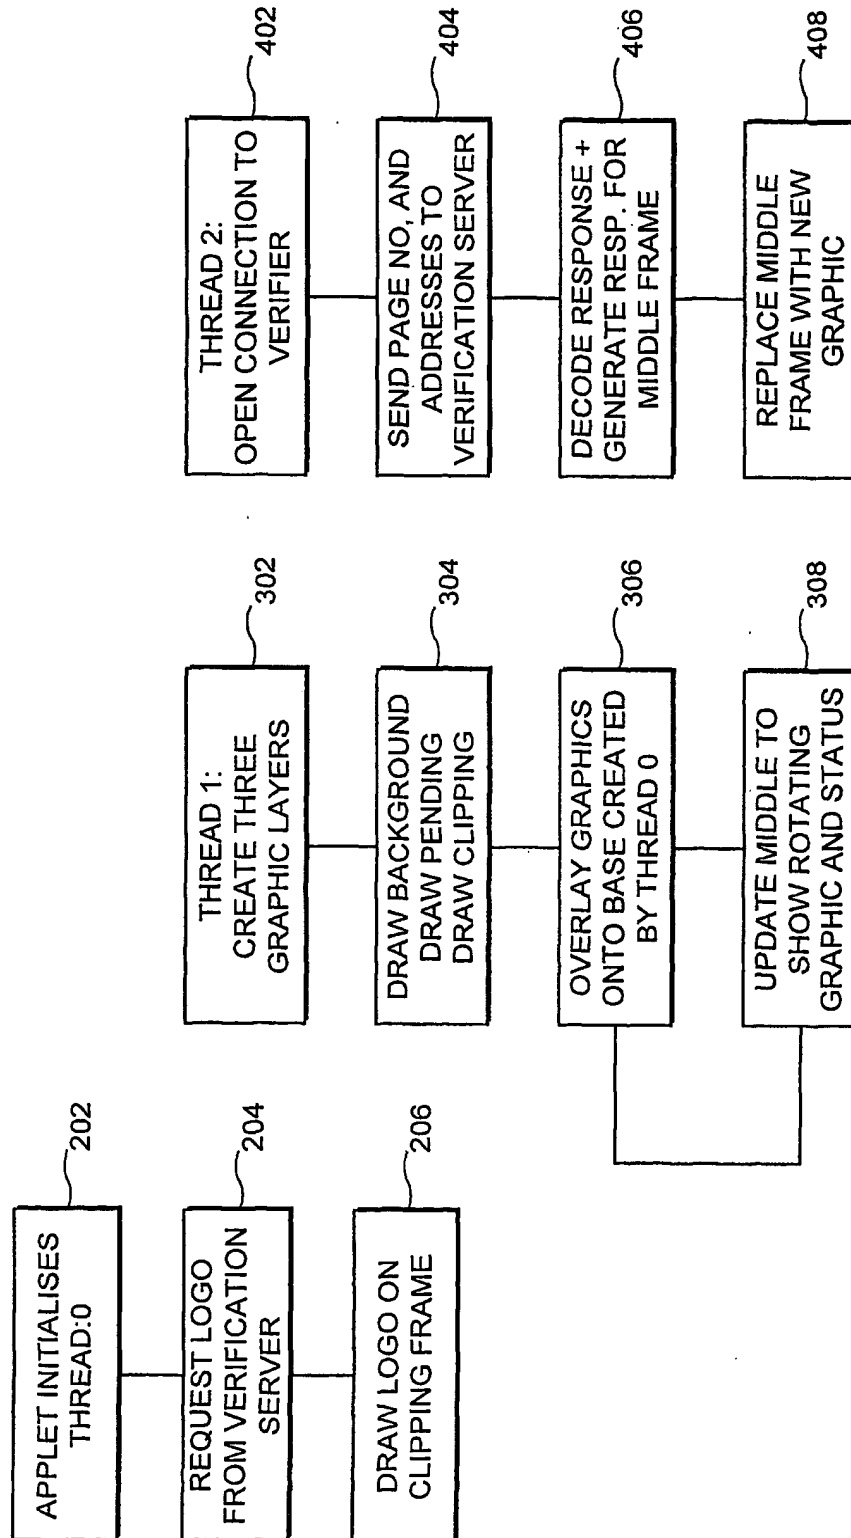 APPLET INITIALISES
THREAD:0
202
REQUEST LOGO
FROM VERIFICATION
SERVER
204
DRAW LOGO ON
CLIPPING FRAME
206
THREAD 1:
CREATE THREE
GRAPHIC LAYERS
302
DRAW BACKGROUND
DRAW PENDING
DRAW CLIPPING
304
OVERLAY GRAPHICS
ONTO BASE CREATED
BY THREAD 0
306
UPDATE MIDDLE TO
SHOW ROTATING
GRAPHIC AND STATUS
308
THREAD 2:
OPEN CONNECTION TO
VERIFIER
402
SEND PAGE NO, AND
ADDRESSES TO
VERIFICATION SERVER
404
DECODE RESPONSE +
GENERATE RESP. FOR
MIDDLE FRAME
406
REPLACE MIDDLE
FRAME WITH NEW
GRAPHIC
408